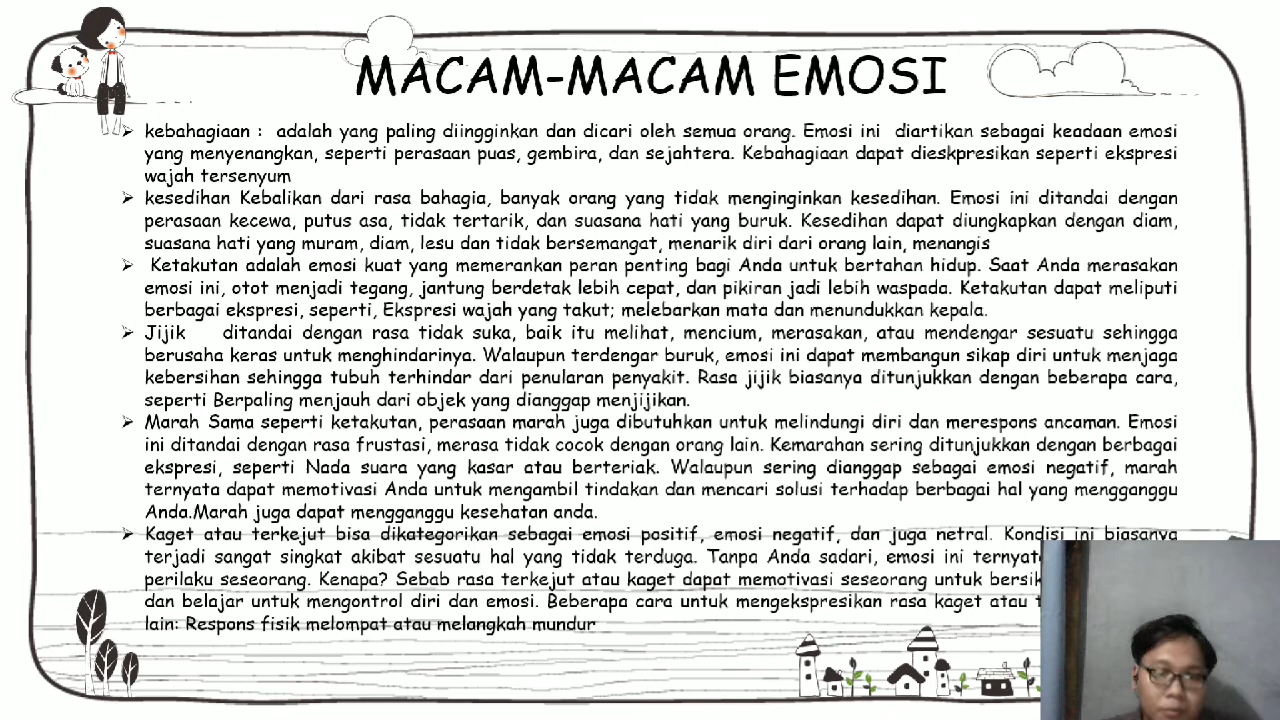 MACAM-MACAM EMOSI
kebahagiaan : adalah yang paling diingginkan dan dicari oleh semua orang. Emosi ini diartikan sebagai keadaan emosi
yang menyenangkan, seperti perasaan puas, gembira, dan sejahtera. Kebahagiaan dapat dieskpresikan seperti ekspresi
wajah tersenyum
kesedihan Kebalikan dari rasa bahagia, banyak orang yang tidak menginginkan kesedihan. Emosi ini ditandai dengan
perasaan kecewa, putus asa, tidak tertarik, dan suasana hati yang buruk. Kesedihan dapat diungkapkan dengan diam,
suasana hati yang muram, diam, lesu dan tidak bersemangat, menarik diri dari orang lain, menangis
Ketakutan adalah emosi kuat yang memerankan peran penting bagi Anda untuk bertahan hidup. Saat Anda merasakan
emosi ini, otot menjadi tegang, jantung berdetak lebih cepat, dan pikiran jadi lebih waspada. Ketakutan dapat meliputi
berbagai ekspresi, seperti, Ekspresi wajah yang takut; melebarkan mata dan menundukkan kepala.
Jijik ditandai dengan rasa tidak suka, baik itu melihat, mencium, merasakan, atau mendengar sesuatu sehingga
berusaha keras untuk menghindarinya. Walaupun terdengar buruk, emosi ini dapat membangun sikap diri untuk menjaga
kebersihan sehingga tubuh terhindar dari penularan penyakit. Rasa jijik biasanya ditunjukkan dengan beberapa cara,
seperti Berpaling menjauh dari objek yang dianggap menjijikan.
Marah Sama seperti ketakutan, perasaan marah juga dibutuhkan untuk melindungi diri dan merespons ancaman. Emosi
ini ditandai dengan rasa frustasi, merasa tidak cocok dengan orang lain. Kemarahan sering ditunjukkan dengan berbagai
ekspresi, seperti Nada suara yang kasar atau berteriak. Walaupun sering dianggap sebagai emosi negatif, marah
ternyata dapat memotivasi Anda untuk mengambil tindakan dan mencari solusi terhadap berbagai hal yang mengganggu
Anda.Marah juga dapat mengganggu kesehatan anda.
Kaget atau terkejut bisa dikategorikan sebagai emosi positif, emosi negatif, dan juga netral. Kondisi ini biasanya
terjadi sangat singkat akibat sesuatu hal yang tidak terduga. Tanpa Anda sadari, emosi ini
perilaku seseorang. Kenapa? Sebab rasa terkejut atau kaget dapat memotivasi seseorang untuk
dan belajar untuk mengontrol diri dan emosi. Beberapa cara untuk mengekspresikan rasa kaget atau
lain: Respons fisik melompat atau melangkah mundur